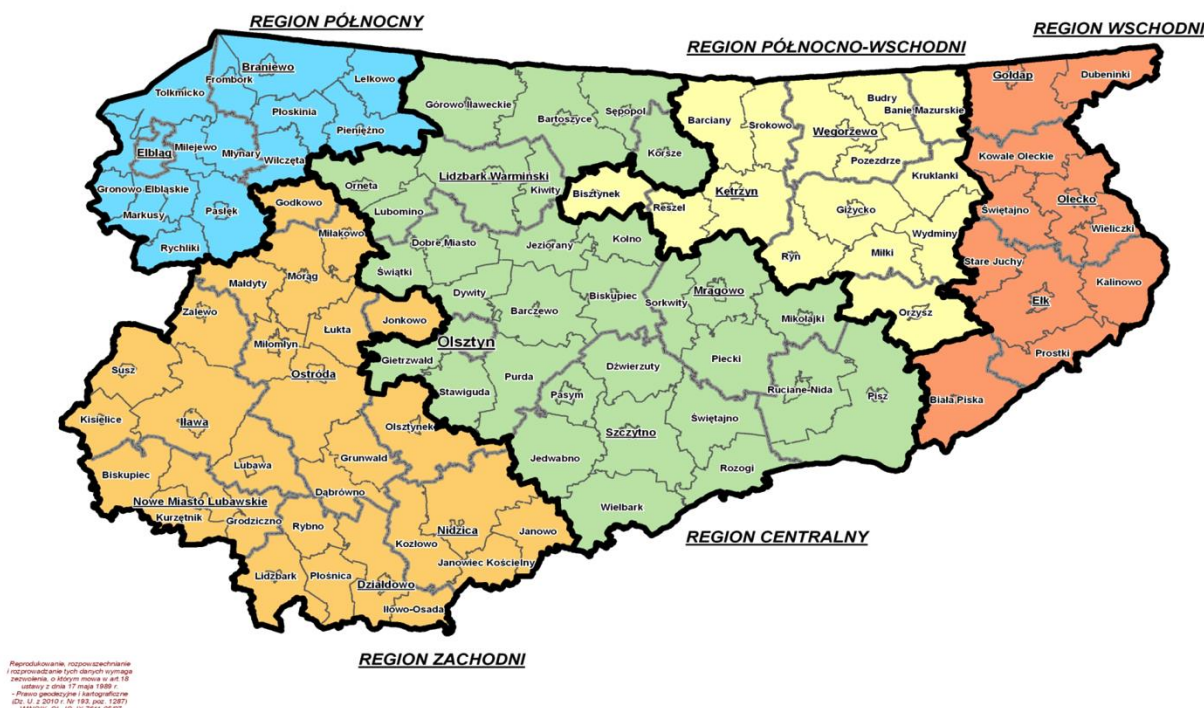 REGION PÓŁNOCNY
REGION WSCHODNI
REGION PÓŁNOCNO-WSCHODNI
Braniewo
Frombork
Lelkowo
Tolkmicko
Płoskinia
Pieniężno
Elbląg
Milejewo
Młynary
Wilczęta
Gronowo Elbląskie
Markusy
Pasłęk
Rychliki
Górowo Iławeckie
Bartoszyce
Sępopol
Korsze
Lidzbark Warmiński
Orneta
Kiwity
Lubomino
Dobre Miasto
Jeziorany
Kolno
Świątki
Dywity
Barczewo
Biskupiec
Sorkwity
Mrągowo
Mikołajki
Olsztyn
Gietrzwałd
Stawiguda
Purda
Dźwierzuty
Piecki
Ruciane-Nida
Pisz
Pasym
Szczytno
Świętajno
Jedwabno
Rozogi
Wielbark
Barciany
Srokowo
Budry
Banie Mazurskie
Węgorzewo
Pozezdrze
Kruklanki
Bisztynek
Reszel
Kętrzyn
Giżycko
Wydminy
Ryn
Miłki
Orzysz
Gołdap
Dubeninki
Kowale Oleckie
Olecko
Świętajno
Wieliczki
Stare Juchy
Kalinowo
Ełk
Prostki
Biała Piska
Godkowo
Miłakowo
Morąg
Małdyty
Zalewo
Łukta
Jonkowo
Miłomłyn
Ostróda
Susz
Kisielice
Iława
Olsztynek
Grunwald
Lubawa
Biskupiec
Dąbrówno
Nowe Miasto Lubawskie
Kurzętnik
Grodziczno
Rybno
Nidzica
Kozłowo
Janowo
Janowiec Kościelny
Lidzbark
Płośnica
Działdowo
Iłowo-Osada
REGION CENTRALNY
REGION ZACHODNI
Reprodukowanie, rozpowszechnianie
i rozprowadzanie tych danych wymaga
zezwolenia, o którym mowa w art.18
ustawy z dnia 17 maja 1989 r.
- Prawo geodezyjne i kartograficzne
(Dz. U. z 2010 r. Nr 193, poz. 1287)